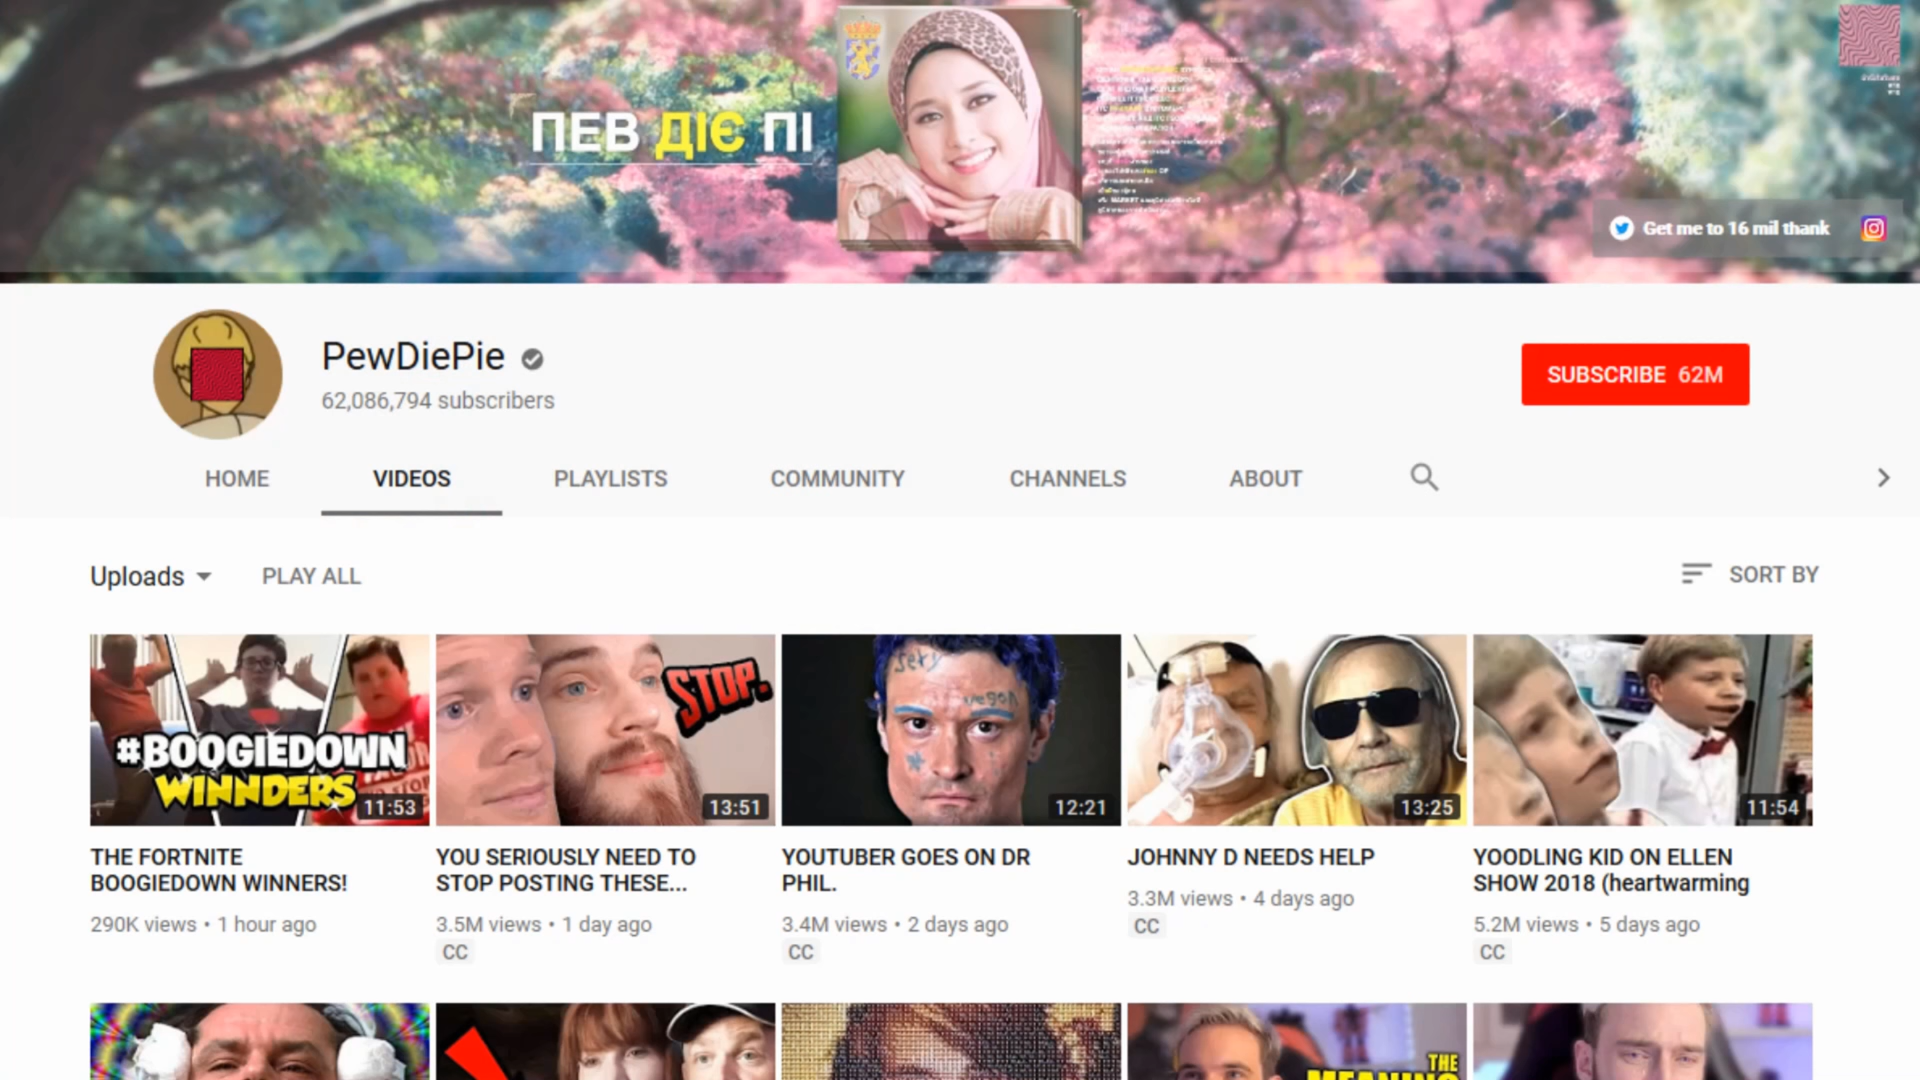 ПЕВ ДІЄ ПІ
Get me to 16 mil thank
PewDiePie
62,086,794 subscribers
SUBSCRIBE 62M
HOME
VIDEOS
PLAYLISTS
COMMUNITY
CHANNELS
ABOUT
Uploads
PLAY ALL
SORT BY
#BOOGIEDOWN
WINNDERS
11:53
STOP.
13:51
sexy
vegan
12:21
13:25
11:54
THE FORTNITE
BOOGIEDOWN WINNERS!
290K views • 1 hour ago
YOU SERIOUSLY NEED TO
STOP POSTING THESE...
3.5M views • 1 day ago
CC
YOUTUBER GOES ON DR
PHIL.
3.4M views • 2 days ago
CC
JOHNNY D NEEDS HELP
3.3M views • 4 days ago
CC
YOODLING KID ON ELLEN
SHOW 2018 (heartwarming
5.2M views • 5 days ago
CC
THE
MEANING